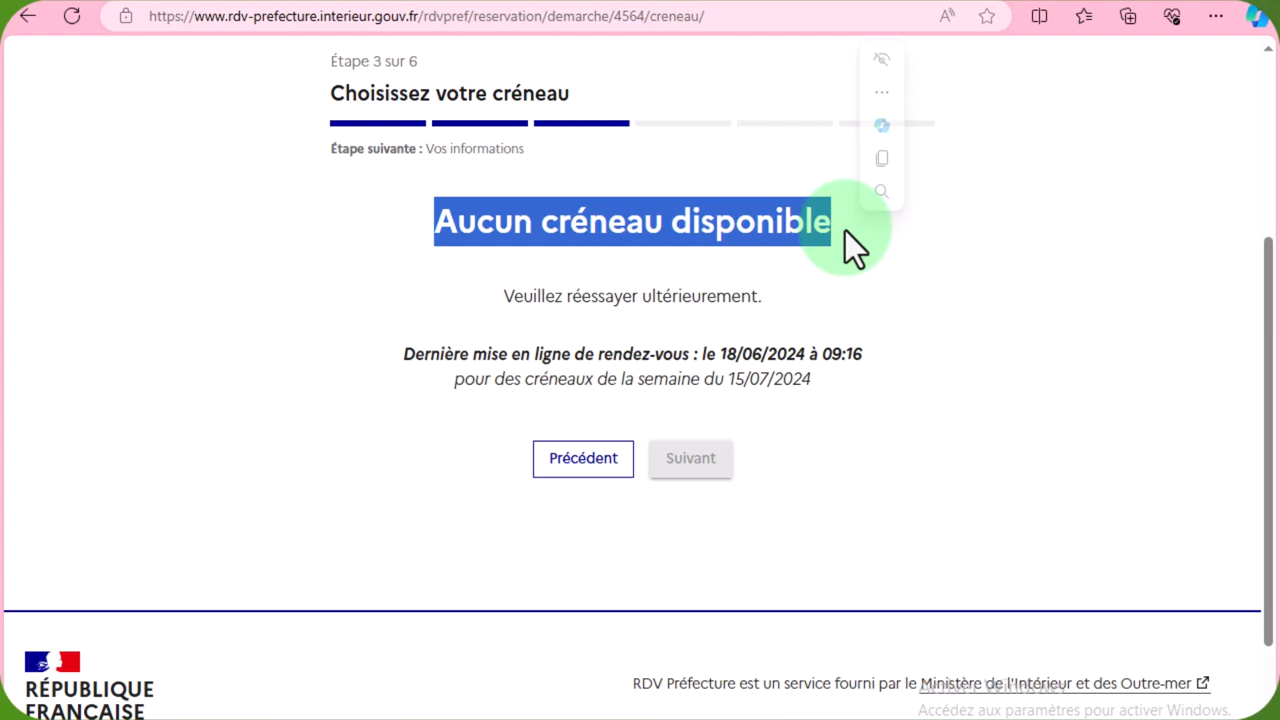 https://www.rdv-prefecture.interieur.gouv.fr/rdvpref/reservation/demarche/4564/creneau/
Étape 3 sur 6
Choisissez votre créneau
Étape suivante : Vos informations
Aucun créneau disponible
Veuillez réessayer ultérieurement.
Dernière mise en ligne de rendez-vous : le 18/06/2024 à 09:16
pour des créneaux de la semaine du 15/07/2024
Précédent
Suivant
RÉPUBLIQUE
FRANÇAISE
RDV Préfecture est un service fourni par le Ministère de l'Intérieur et des Outre-mer
Activer Windows
Accédez aux paramètres pour activer Windows.